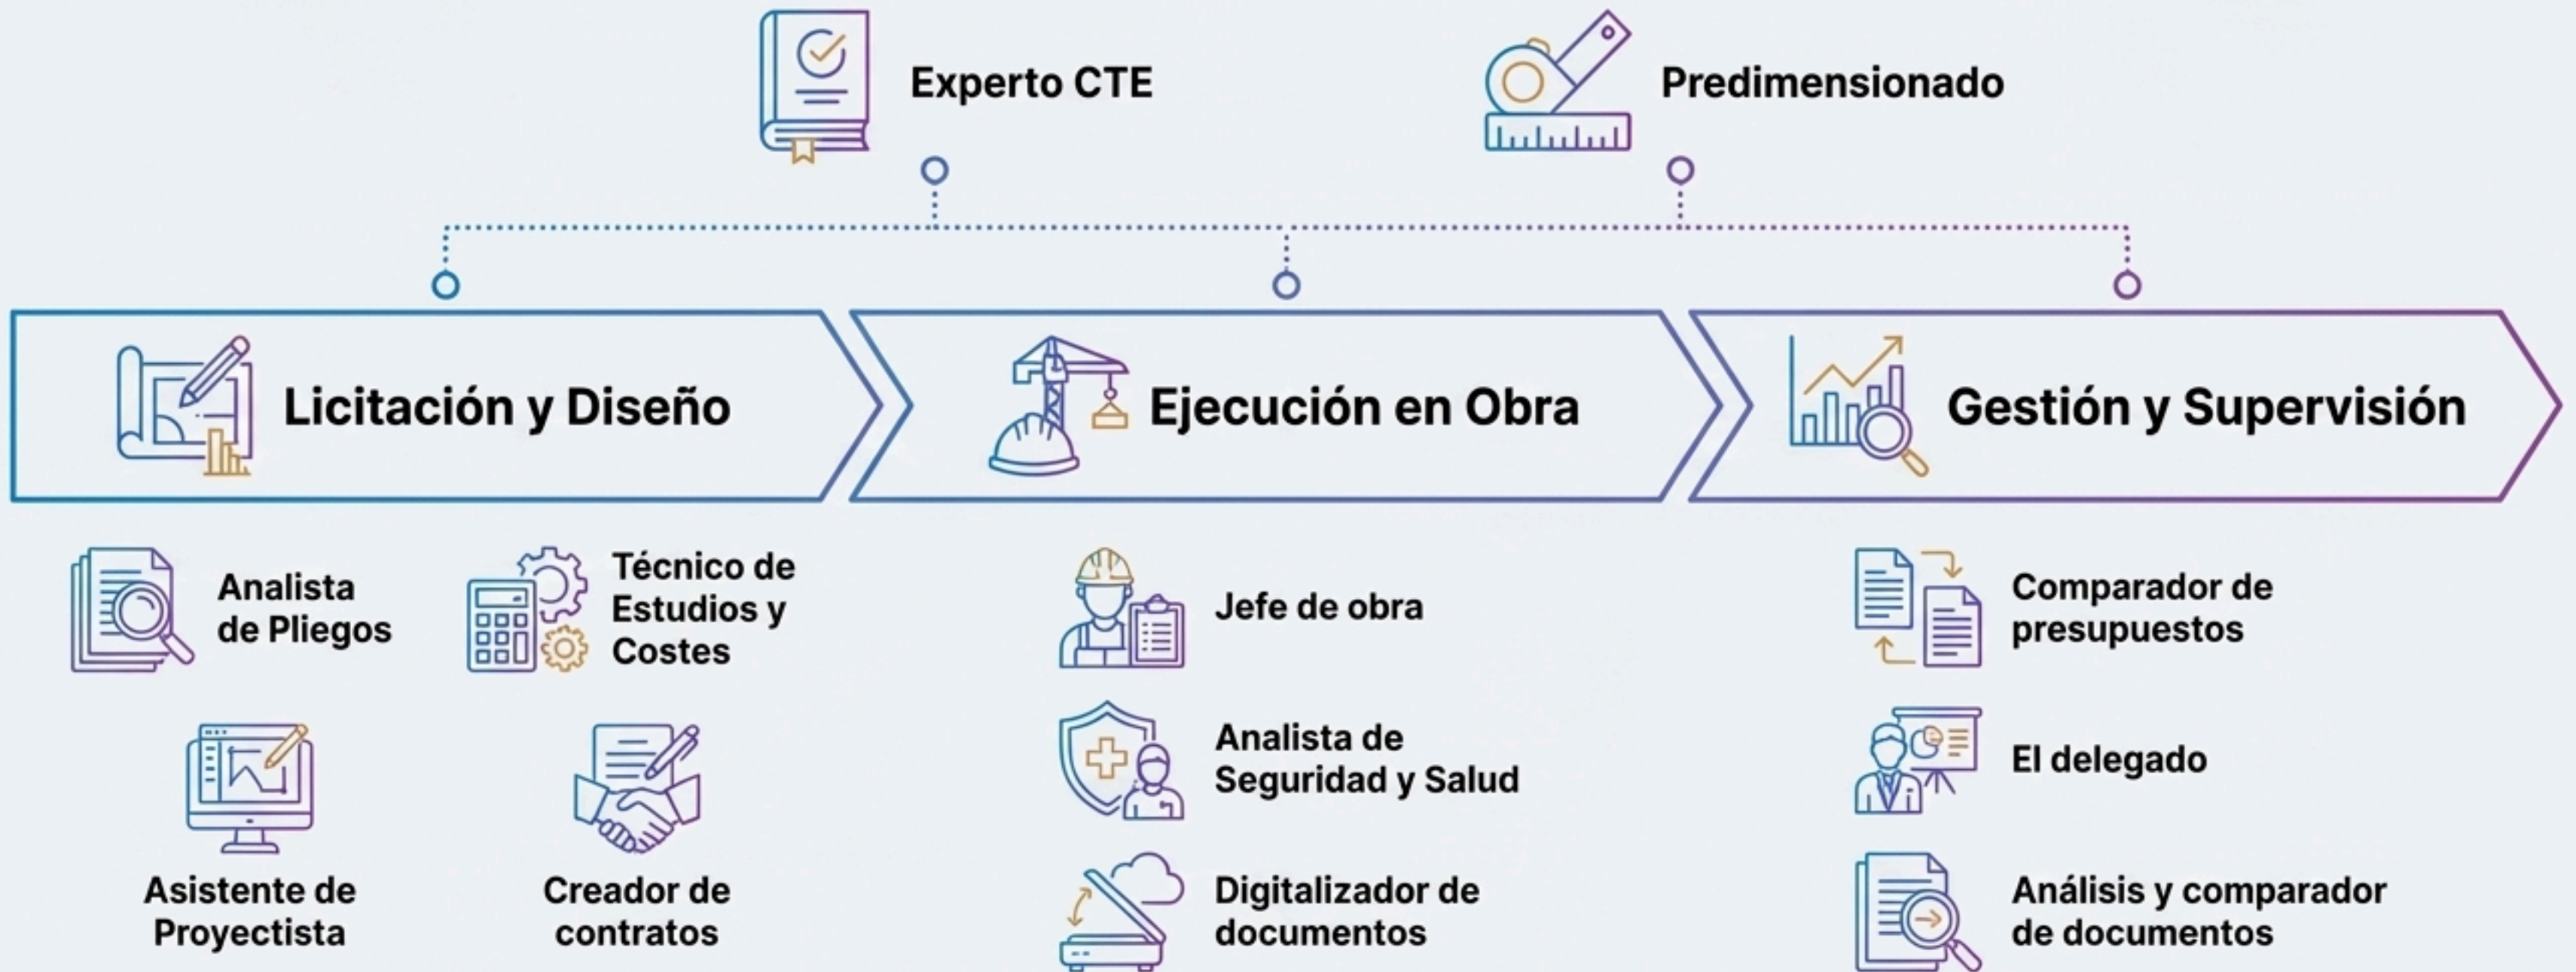 Experto CTE
Predimensionado
Licitación y Diseño
Ejecución en Obra
Gestión y Supervisión
Analista
de Pliegos
Técnico de
Estudios y
Costes
Asistente de
Proyectista
Creador de
contratos
Jefe de obra
Analista de
Seguridad y Salud
Digitalizador de
documentos
Comparador de
presupuestos
El delegado
Análisis y comparador
de documentos